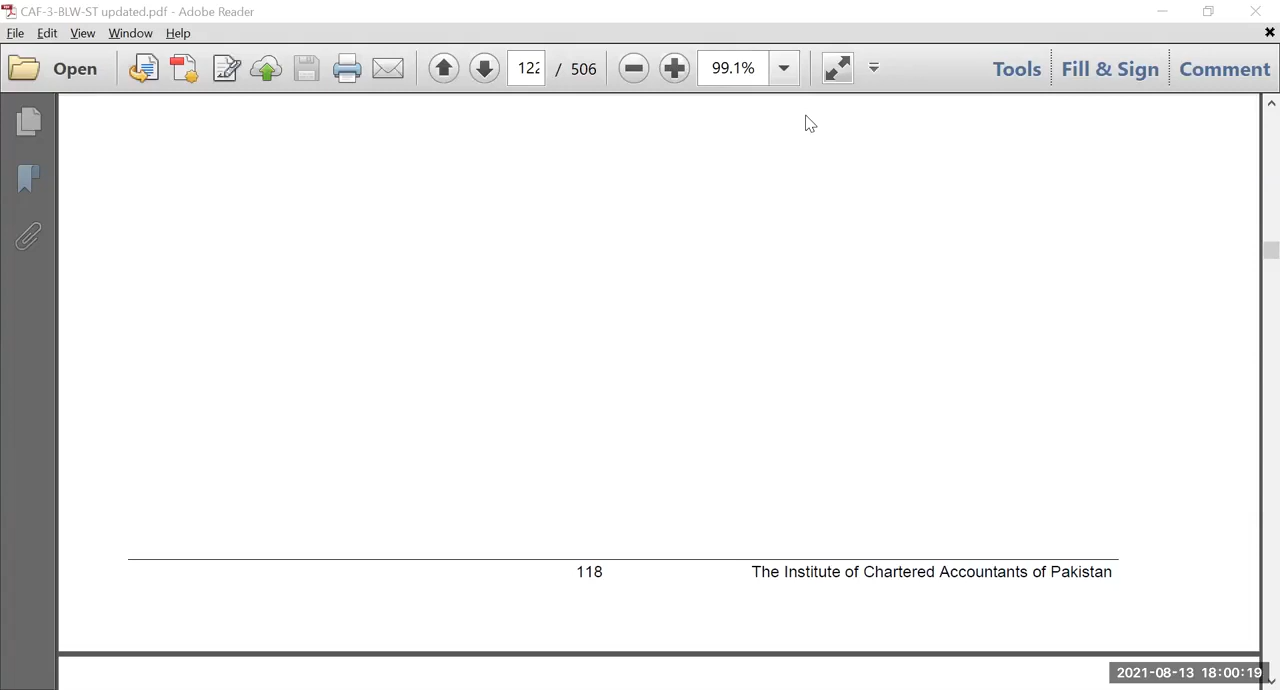 CAF-3-BLW-ST updated.pdf - Adobe Reader
File Edit View Window Help
Open 122 / 506 99.1% Tools Fill & Sign Comment
118 The Institute of Chartered Accountants of Pakistan
2021-08-13 18:00:19